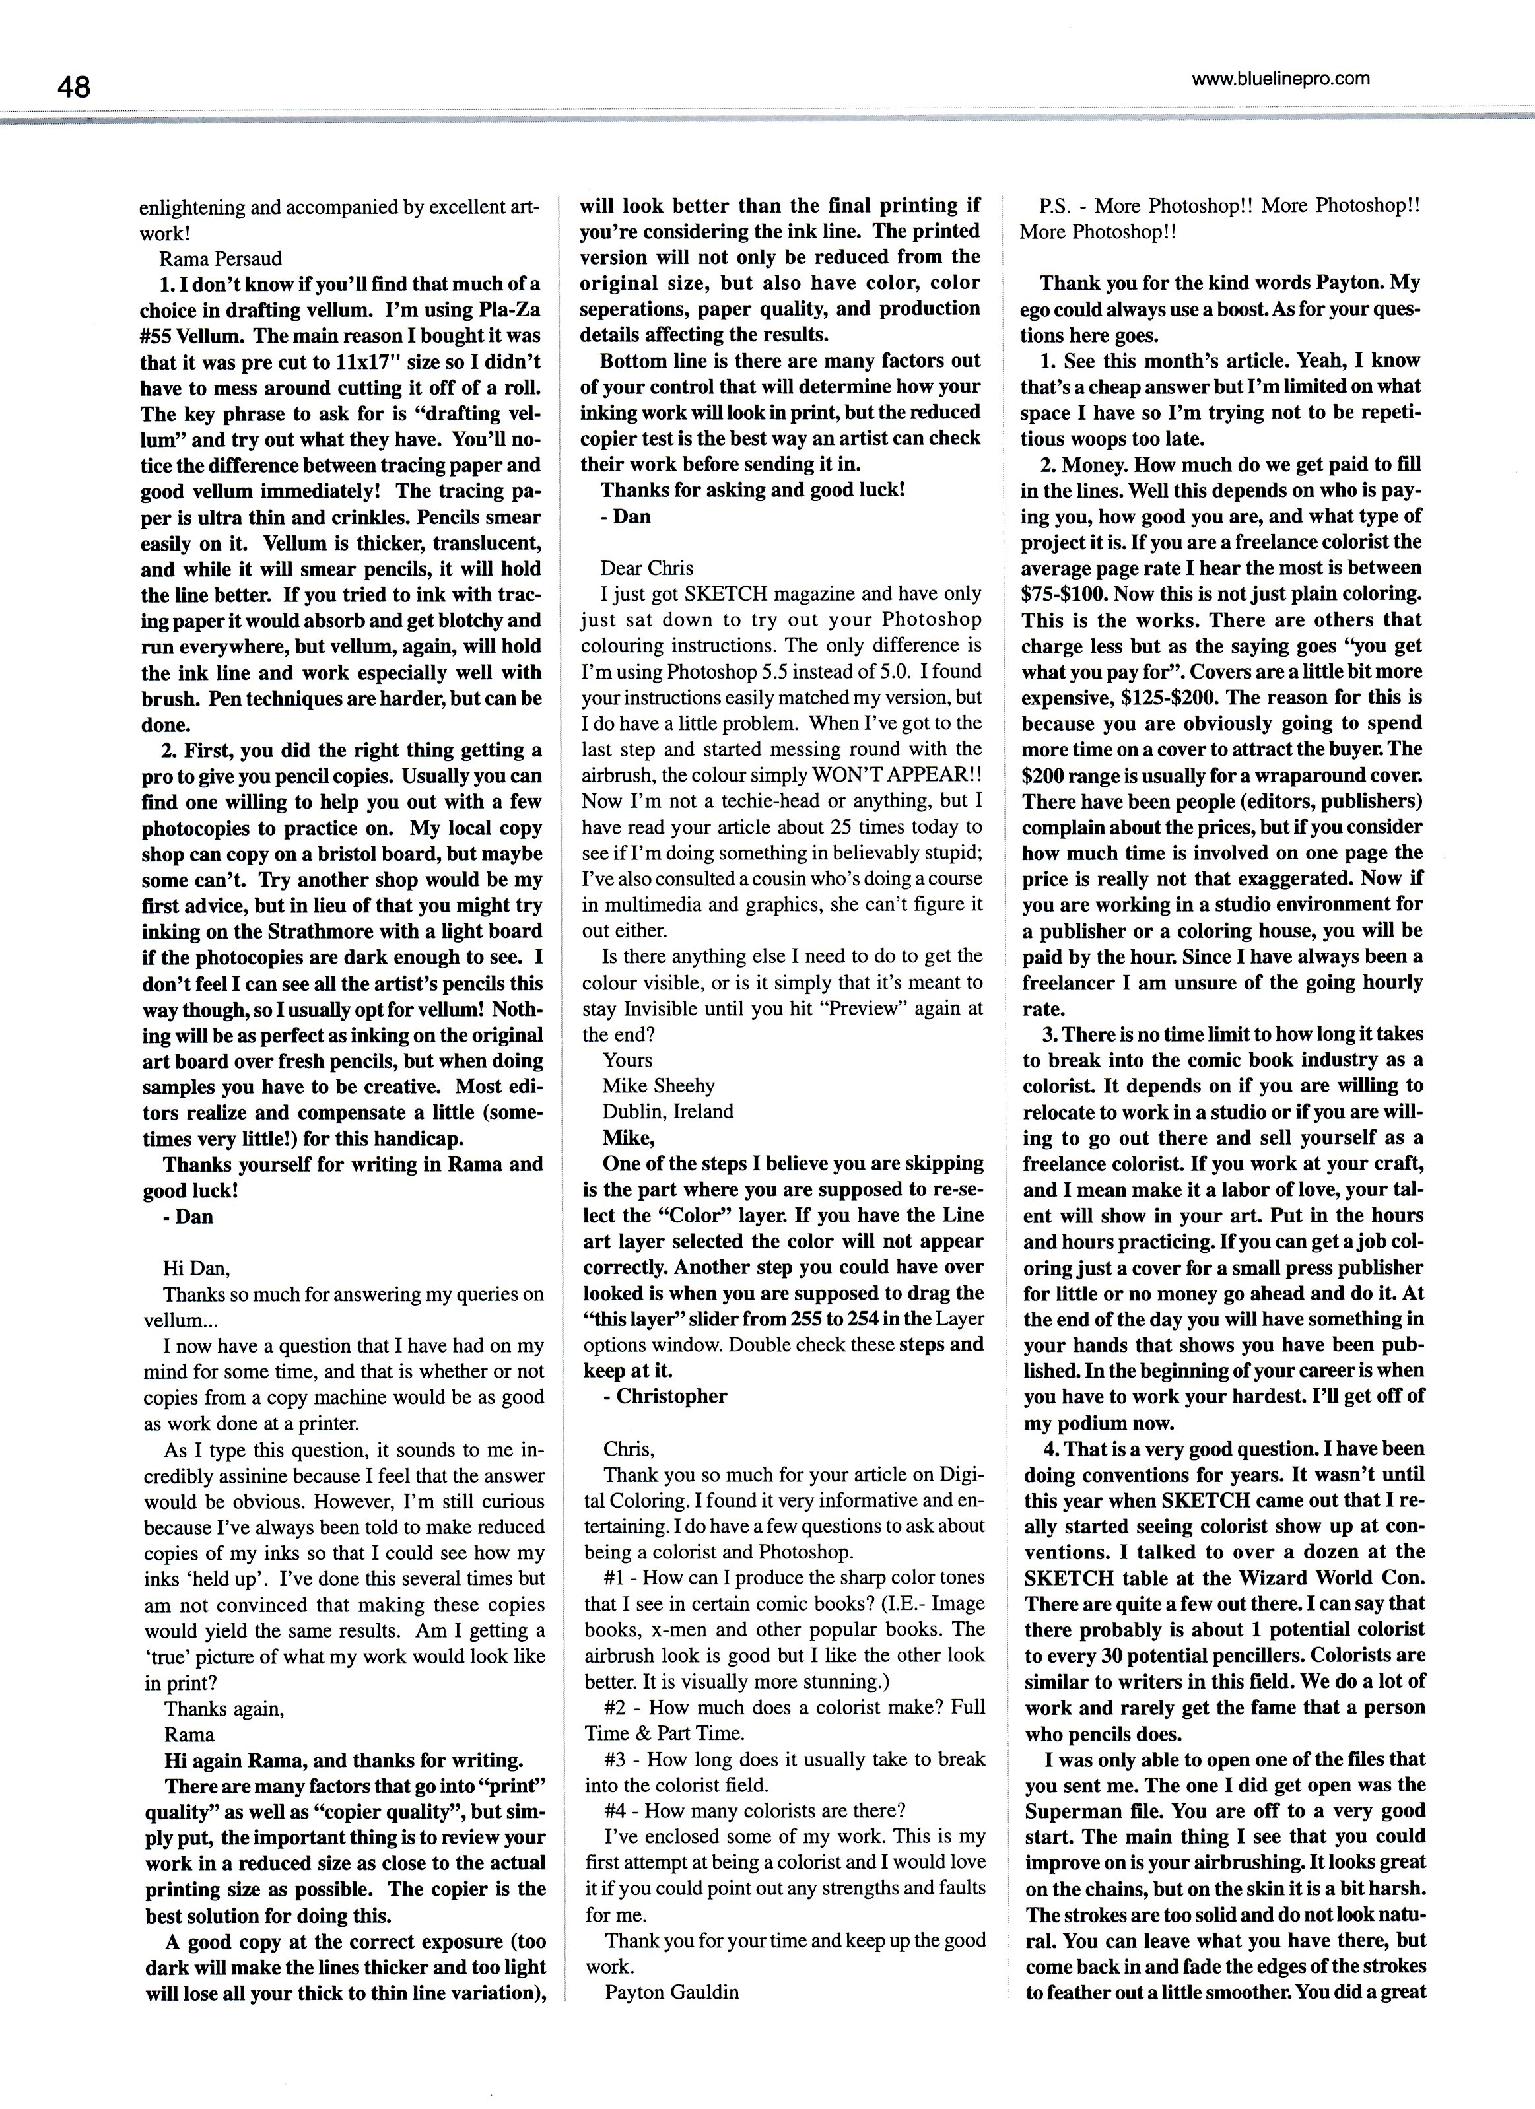 48
www.bluelinepro.com
enlightening and accompanied by excellent art-
work!
Rama Persaud
1. I don't know if you'll find that much of a
choice in drafting vellum. I'm using Pla-Za
#55 Vellum. The main reason I bought it was
that it was pre cut to 11x17" size so I didn't
have to mess around cutting it off of a roll.
The key phrase to ask for is "drafting vel-
lum" and try out what they have. You'll no-
tice the difference between tracing paper and
good vellum immediately! The tracing pa-
per is ultra thin and crinkles. Pencils smear
easily on it. Vellum is thicker, translucent,
and while it will smear pencils, it will hold
the line better. If you tried to ink with trac-
ing paper it would absorb and get blotchy and
run everywhere, but vellum, again, will hold
the ink line and work especially well with
brush. Pen techniques are harder, but can be
done.
2. First, you did the right thing getting a
pro to give you pencil copies. Usually you can
find one willing to help you out with a few
photocopies to practice on. My local copy
shop can copy on a bristol board, but maybe
some can't. Try another shop would be my
first advice, but in lieu of that you might try
inking on the Strathmore with a light board
if the photocopies are dark enough to see. I
don't feel I can see all the artist's pencils this
way though, so I usually opt for vellum! Noth-
ing will be as perfect as inking on the original
art board over fresh pencils, but when doing
samples you have to be creative. Most edi-
tors realize and compensate a little (some-
times very little!) for this handicap.
Thanks yourself for writing in Rama and
good luck!
- Dan
Hi Dan,
Thanks so much for answering my queries on
vellum...
I now have a question that I have had on my
mind for some time, and that is whether or not
copies from a copy machine would be as good
as work done at a printer.
As I type this question, it sounds to me in-
credibly assinine because I feel that the answer
would be obvious. However, I'm still curious
because I've always been told to make reduced
copies of my inks so that I could see how my
inks 'held up'. I've done this several times but
am not convinced that making these copies
would yield the same results. Am I getting a
'true' picture of what my work would look like
in print?
Thanks again,
Rama
Hi again Rama, and thanks for writing.
There are many factors that go into "print"
quality" as well as "copier quality", but sim-
ply put, the important thing is to review your
work in a reduced size as close to the actual
printing size as possible. The copier is the
best solution for doing this.
A good copy at the correct exposure (too
dark will make the lines thicker and too light
will lose all your thick to thin line variation),
will look better than the final printing if
you're considering the ink line. The printed
version will not only be reduced from the
original size, but also have color, color
seperations, paper quality, and production
details affecting the results.
Bottom line is there are many factors out
of your control that will determine how your
inking work will look in print, but the reduced
copier test is the best way an artist can check
their work before sending it in.
Thanks for asking and good luck!
- Dan
Dear Chris
I just got SKETCH magazine and have only
just sat down to try out your Photoshop
colouring instructions. The only difference is
I'm using Photoshop 5.5 instead of 5.0. I found
your instructions easily matched my version, but
I do have a little problem. When I've got to the
last step and started messing round with the
airbrush, the colour simply WON'T APPEAR!!
Now I'm not a techie-head or anything, but I
have read your article about 25 times today to
see if I'm doing something in believably stupid;
I've also consulted a cousin who's doing a course
in multimedia and graphics, she can't figure it
out either.
Is there anything else I need to do to get the
colour visible, or is it simply that it's meant to
stay Invisible until you hit "Preview" again at
the end?
Yours
Mike Sheehy
Dublin, Ireland
Mike,
One of the steps I believe you are skipping
is the part where you are supposed to re-se-
lect the "Color" layer. If you have the Line
art layer selected the color will not appear
correctly. Another step you could have over
looked is when you are supposed to drag the
"this layer" slider from 255 to 254 in the Layer
options window. Double check these steps and
keep at it.
- Christopher
Chris,
Thank you so much for your article on Digi-
tal Coloring. I found it very informative and en-
tertaining. I do have a few questions to ask about
being a colorist and Photoshop.
#1 - How can I produce the sharp color tones
that I see in certain comic books? (I.E.- Image
books, x-men and other popular books. The
airbrush look is good but I like the other look
better. It is visually more stunning.)
#2 - How much does a colorist make? Full
Time & Part Time.
#3 - How long does it usually take to break
into the colorist field.
#4 - How many colorists are there?
I've enclosed some of my work. This is my
first attempt at being a colorist and I would love
it if you could point out any strengths and faults
for me.
Thank you for your time and keep up the good
work.
Payton Gauldin
P.S. - More Photoshop!! More Photoshop!!
More Photoshop!!
Thank you for the kind words Payton. My
ego could always use a boost. As for your ques-
tions here goes.
1. See this month's article. Yeah, I know
that's a cheap answer but I'm limited on what
space I have so I'm trying not to be repeti-
tious woops too late.
2. Money. How much do we get paid to fill
in the lines. Well this depends on who is pay-
ing you, how good you are, and what type of
project it is. If you are a freelance colorist the
average page rate I hear the most is between
$75-$100. Now this is not just plain coloring.
This is the works. There are others that
charge less but as the saying goes "you get
what you pay for". Covers are a little bit more
expensive, $125-$200. The reason for this is
because you are obviously going to spend
more time on a cover to attract the buyer. The
$200 range is usually for a wraparound cover.
There have been people (editors, publishers)
complain about the prices, but if you consider
how much time is involved on one page the
price is really not that exaggerated. Now if
you are working in a studio environment for
a publisher or a coloring house, you will be
paid by the hour. Since I have always been a
freelancer I am unsure of the going hourly
rate.
3. There is no time limit to how long it takes
to break into the comic book industry as a
colorist. It depends on if you are willing to
relocate to work in a studio or if you are will-
ing to go out there and sell yourself as a
freelance colorist. If you work at your craft,
and I mean make it a labor of love, your tal-
ent will show in your art. Put in the hours
and hours practicing. If you can get a job col-
oring just a cover for a small press publisher
for little or no money go ahead and do it. At
the end of the day you will have something in
your hands that shows you have been pub-
lished. In the beginning of your career is when
you have to work your hardest. I'll get off of
my podium now.
4. That is a very good question. I have been
doing conventions for years. It wasn't until
this year when SKETCH came out that I re-
ally started seeing colorist show up at con-
ventions. I talked to over a dozen at the
SKETCH table at the Wizard World Con.
There are quite a few out there. I can say that
there probably is about 1 potential colorist
to every 30 potential pencillers. Colorists are
similar to writers in this field. We do a lot of
work and rarely get the fame that a person
who pencils does.
I was only able to open one of the files that
you sent me. The one I did get open was the
Superman file. You are off to a very good
start. The main thing I see that you could
improve on is your airbrushing. It looks great
on the chains, but on the skin it is a bit harsh.
The strokes are too solid and do not look natu-
ral. You can leave what you have there, but
come back in and fade the edges of the strokes
to feather out a little smoother. You did a great